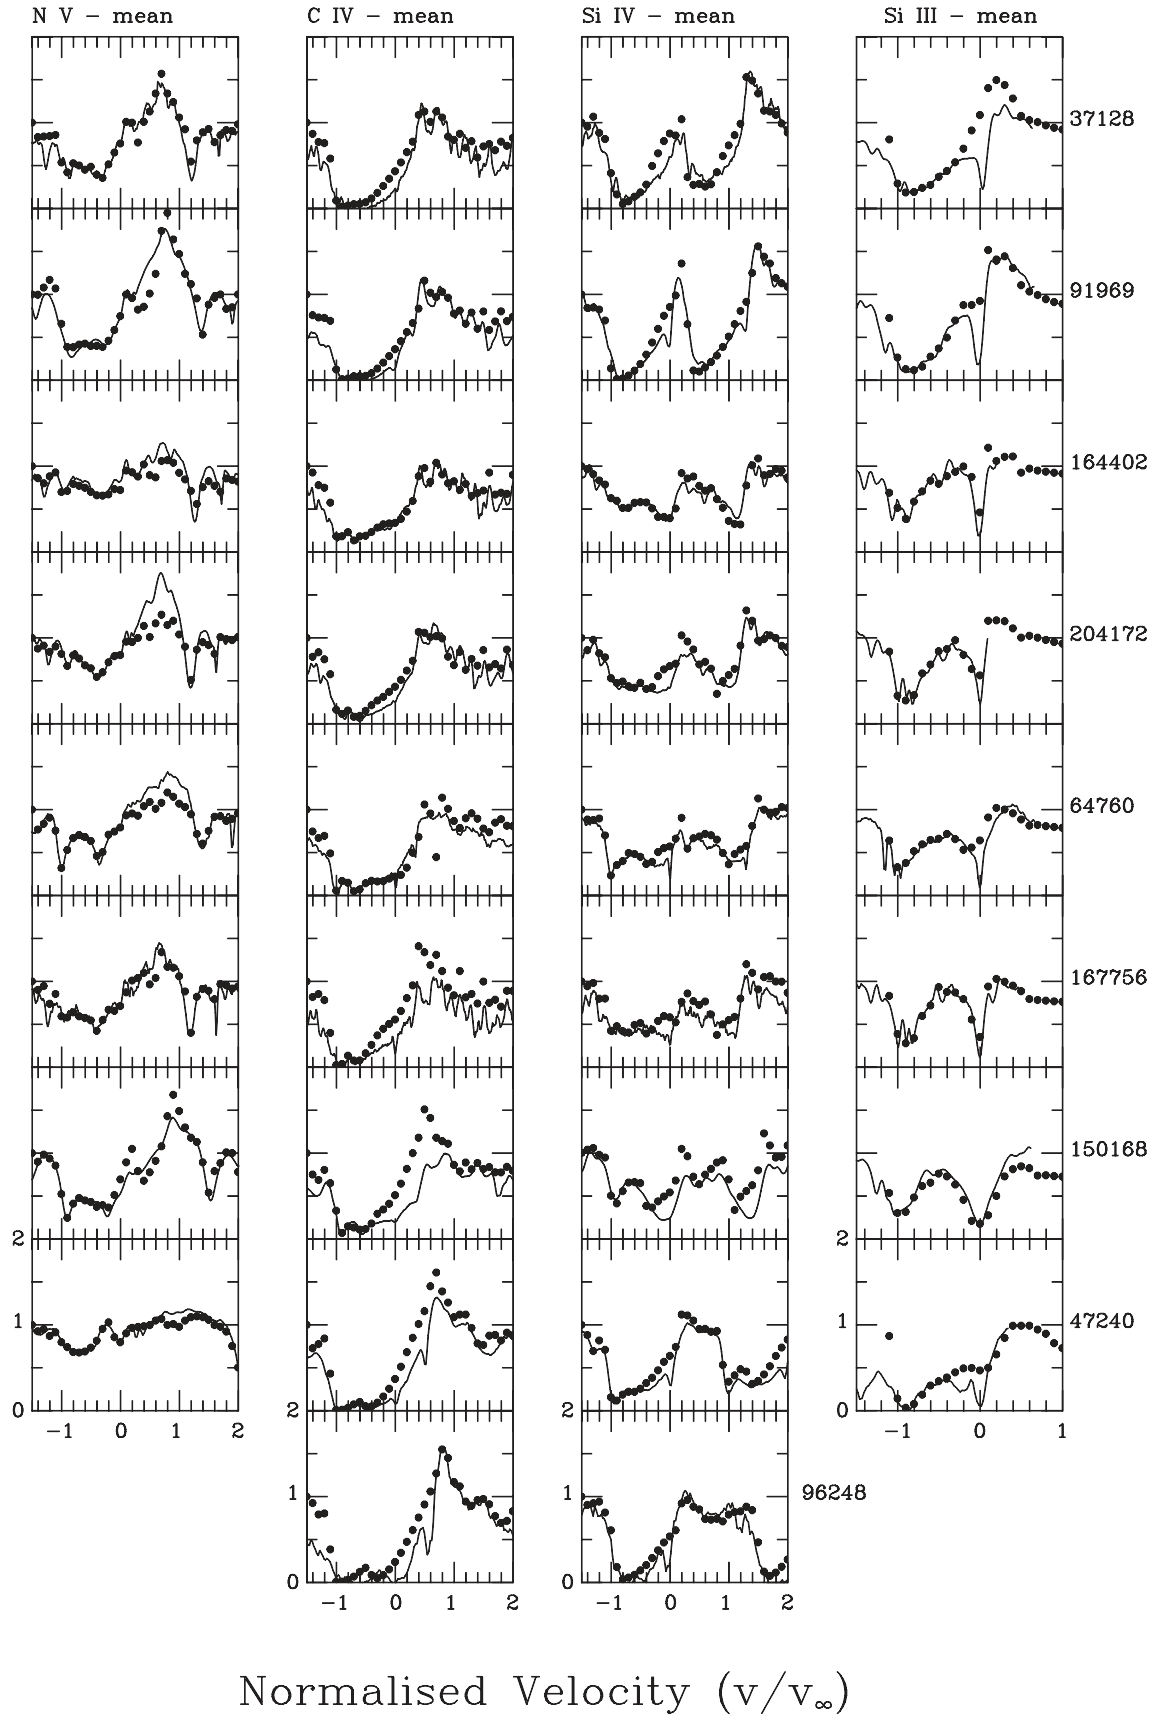 N V – mean C IV – mean Si IV – mean Si III – mean
37128
91969
164402
204172
64760
167756
150168
2 2
1 47240
0 2 2 0
−1 0 1 2 −1 0 1
1 1 96248
0 0
−1 0 1 2 −1 0 1 2
Normalised Velocity (v/v∞)